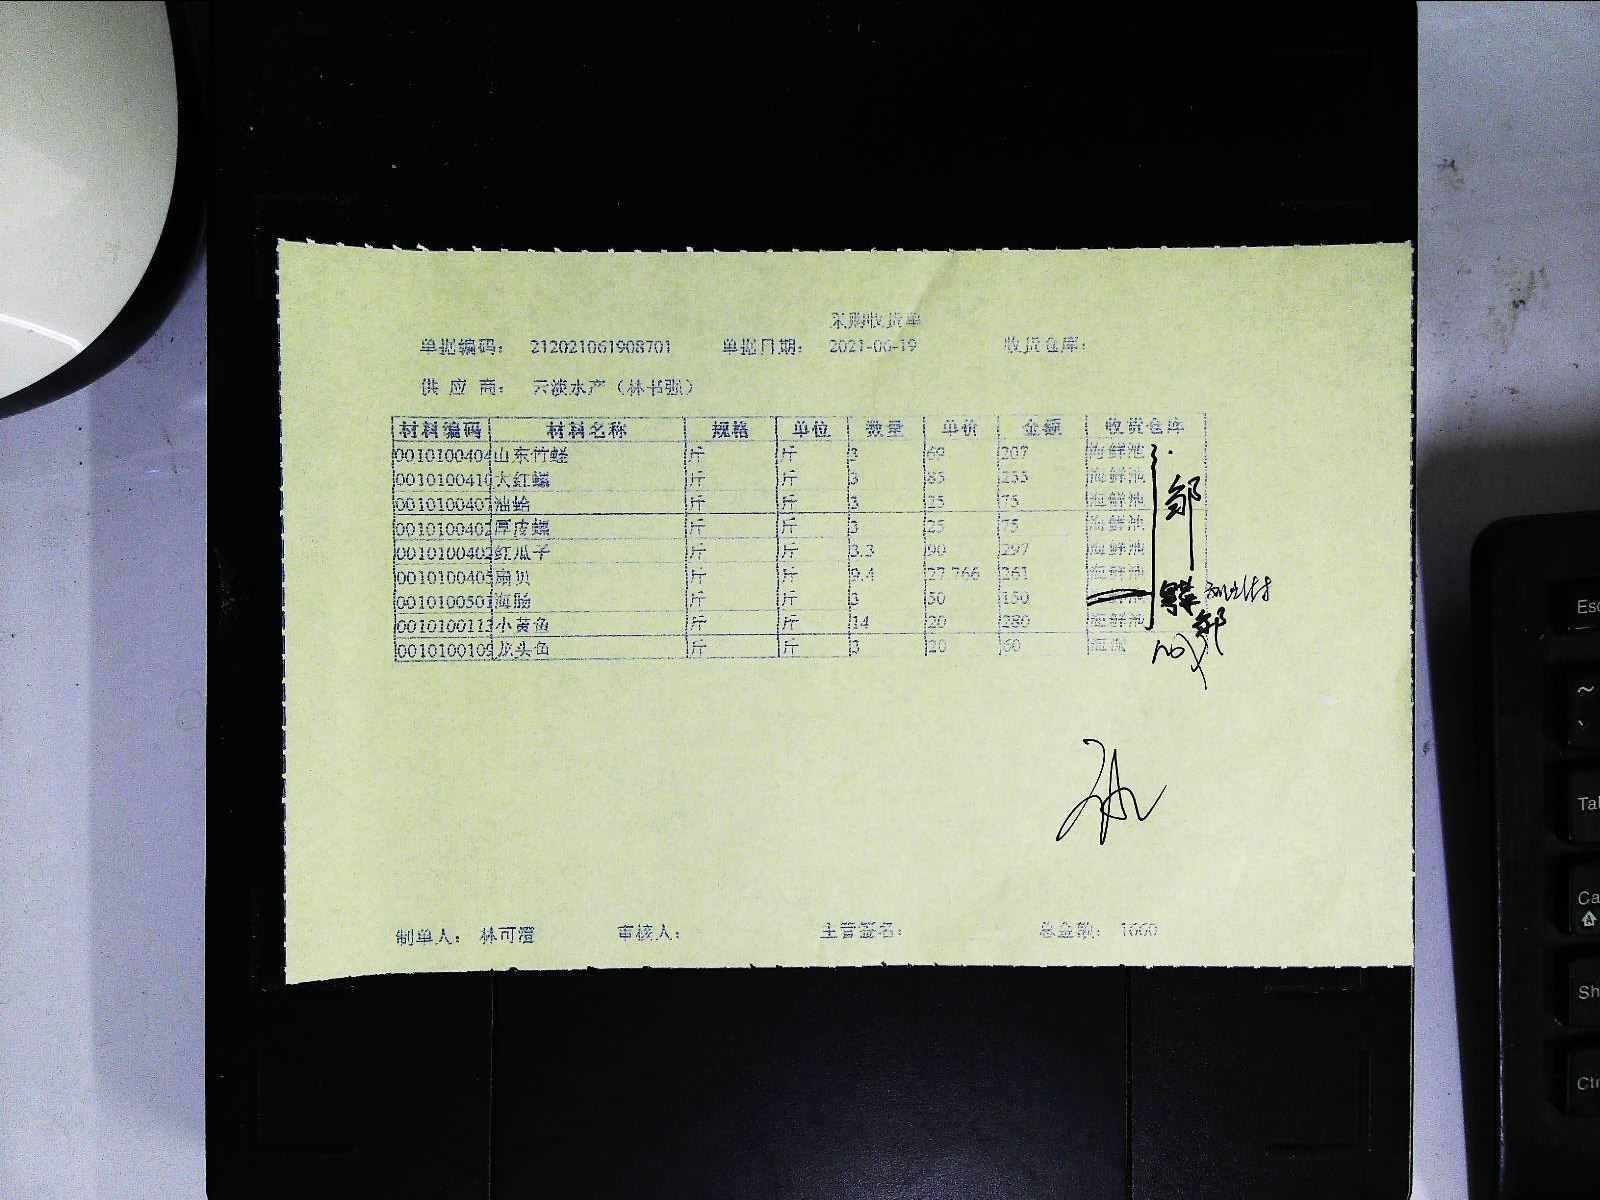 采购收货单
单据编码: 212021061908701 单据日期: 2021-06-19 收货仓库:
供应商: 云淡水产（林书强）
材料编码 材料名称 规格 单位 数量 单价 金额 收货仓库
0010100404 山东竹蛏 斤 斤 3 69 207 海鲜池
0010100410 大红螺 斤 斤 3 85 255 海鲜池
0010100407 油蛤 斤 斤 3 25 75 海鲜池
0010100402 厚皮螺 斤 斤 3 25 75 海鲜池
0010100402 红瓜子 斤 斤 3.3 90 297 海鲜池
0010100405 扇贝 斤 斤 9.4 27.766 261 海鲜池
0010100501 海肠 斤 斤 3 50 150
0010100113 小黄鱼 斤 斤 14 20 280 海鲜池
0010100109 龙头鱼 斤 斤 3 20 60
邹
制单人: 林可澄 审核人: 主管签名: 总金额: 1660
Esc
~
Tab
Ca
Sh
Ctr